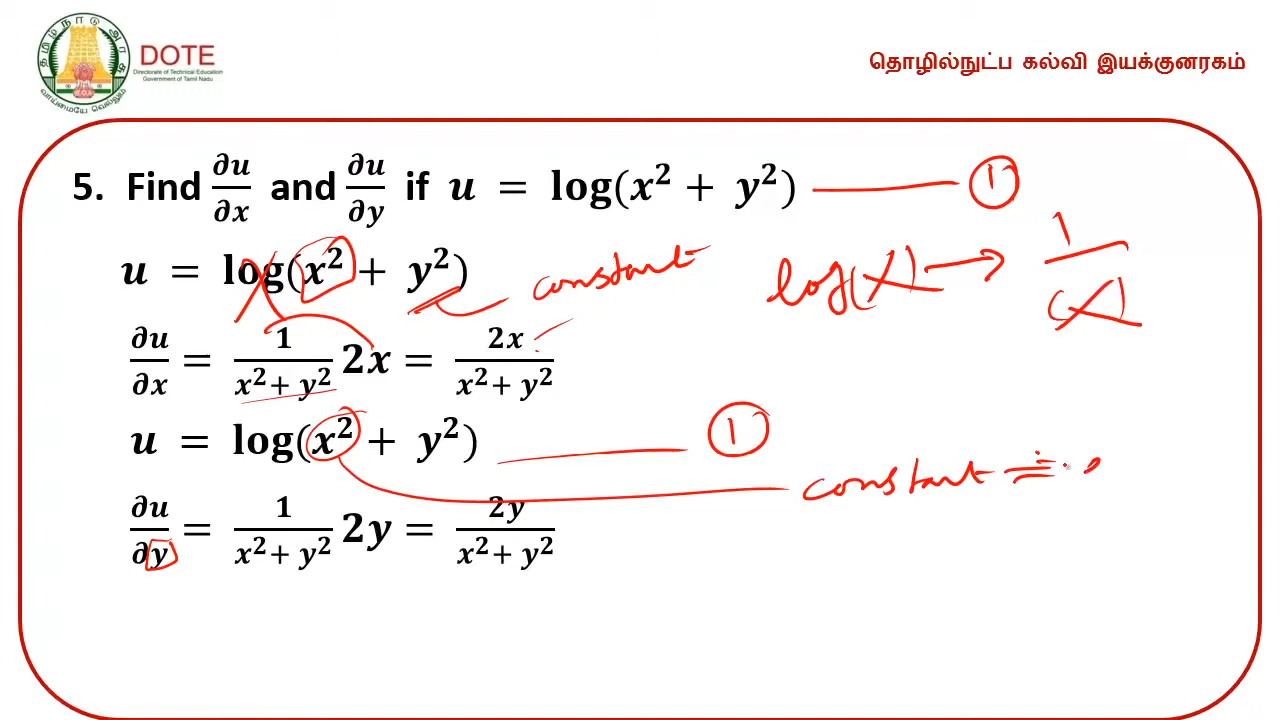 தமிழ்நாடு அரசு
வாய்மையே வெல்லும்
DOTE
Directorate of Technical Education
Government of Tamil Nadu
தொழில்நுட்ப கல்வி இயக்குனரகம்
5. Find ∂u/∂x and ∂u/∂y if u = log(x² + y²) ——— ①
u = log(x² + y²) constant log(x) → 1/(x)
∂u/∂x = 1/(x² + y²) 2x = 2x/(x² + y²)
u = log(x² + y²) ——— ①
constant =
∂u/∂y = 1/(x² + y²) 2y = 2y/(x² + y²)